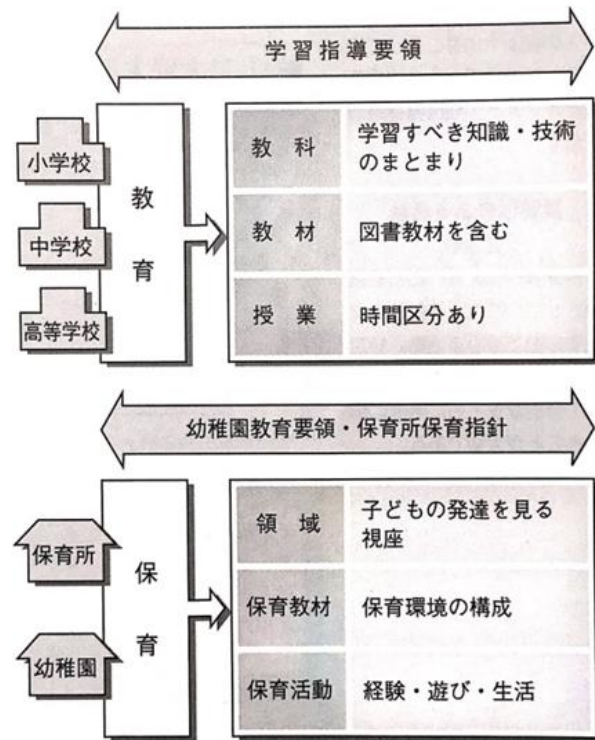 学習指導要領
小学校
中学校
高等学校
教育
教科
学習すべき知識・技術
のまとまり
教材
図書教材を含む
授業
時間区分あり
幼稚園教育要領・保育所保育指針
保育所
幼稚園
保育
領域
子どもの発達を見る
視座
保育教材
保育環境の構成
保育活動
経験・遊び・生活